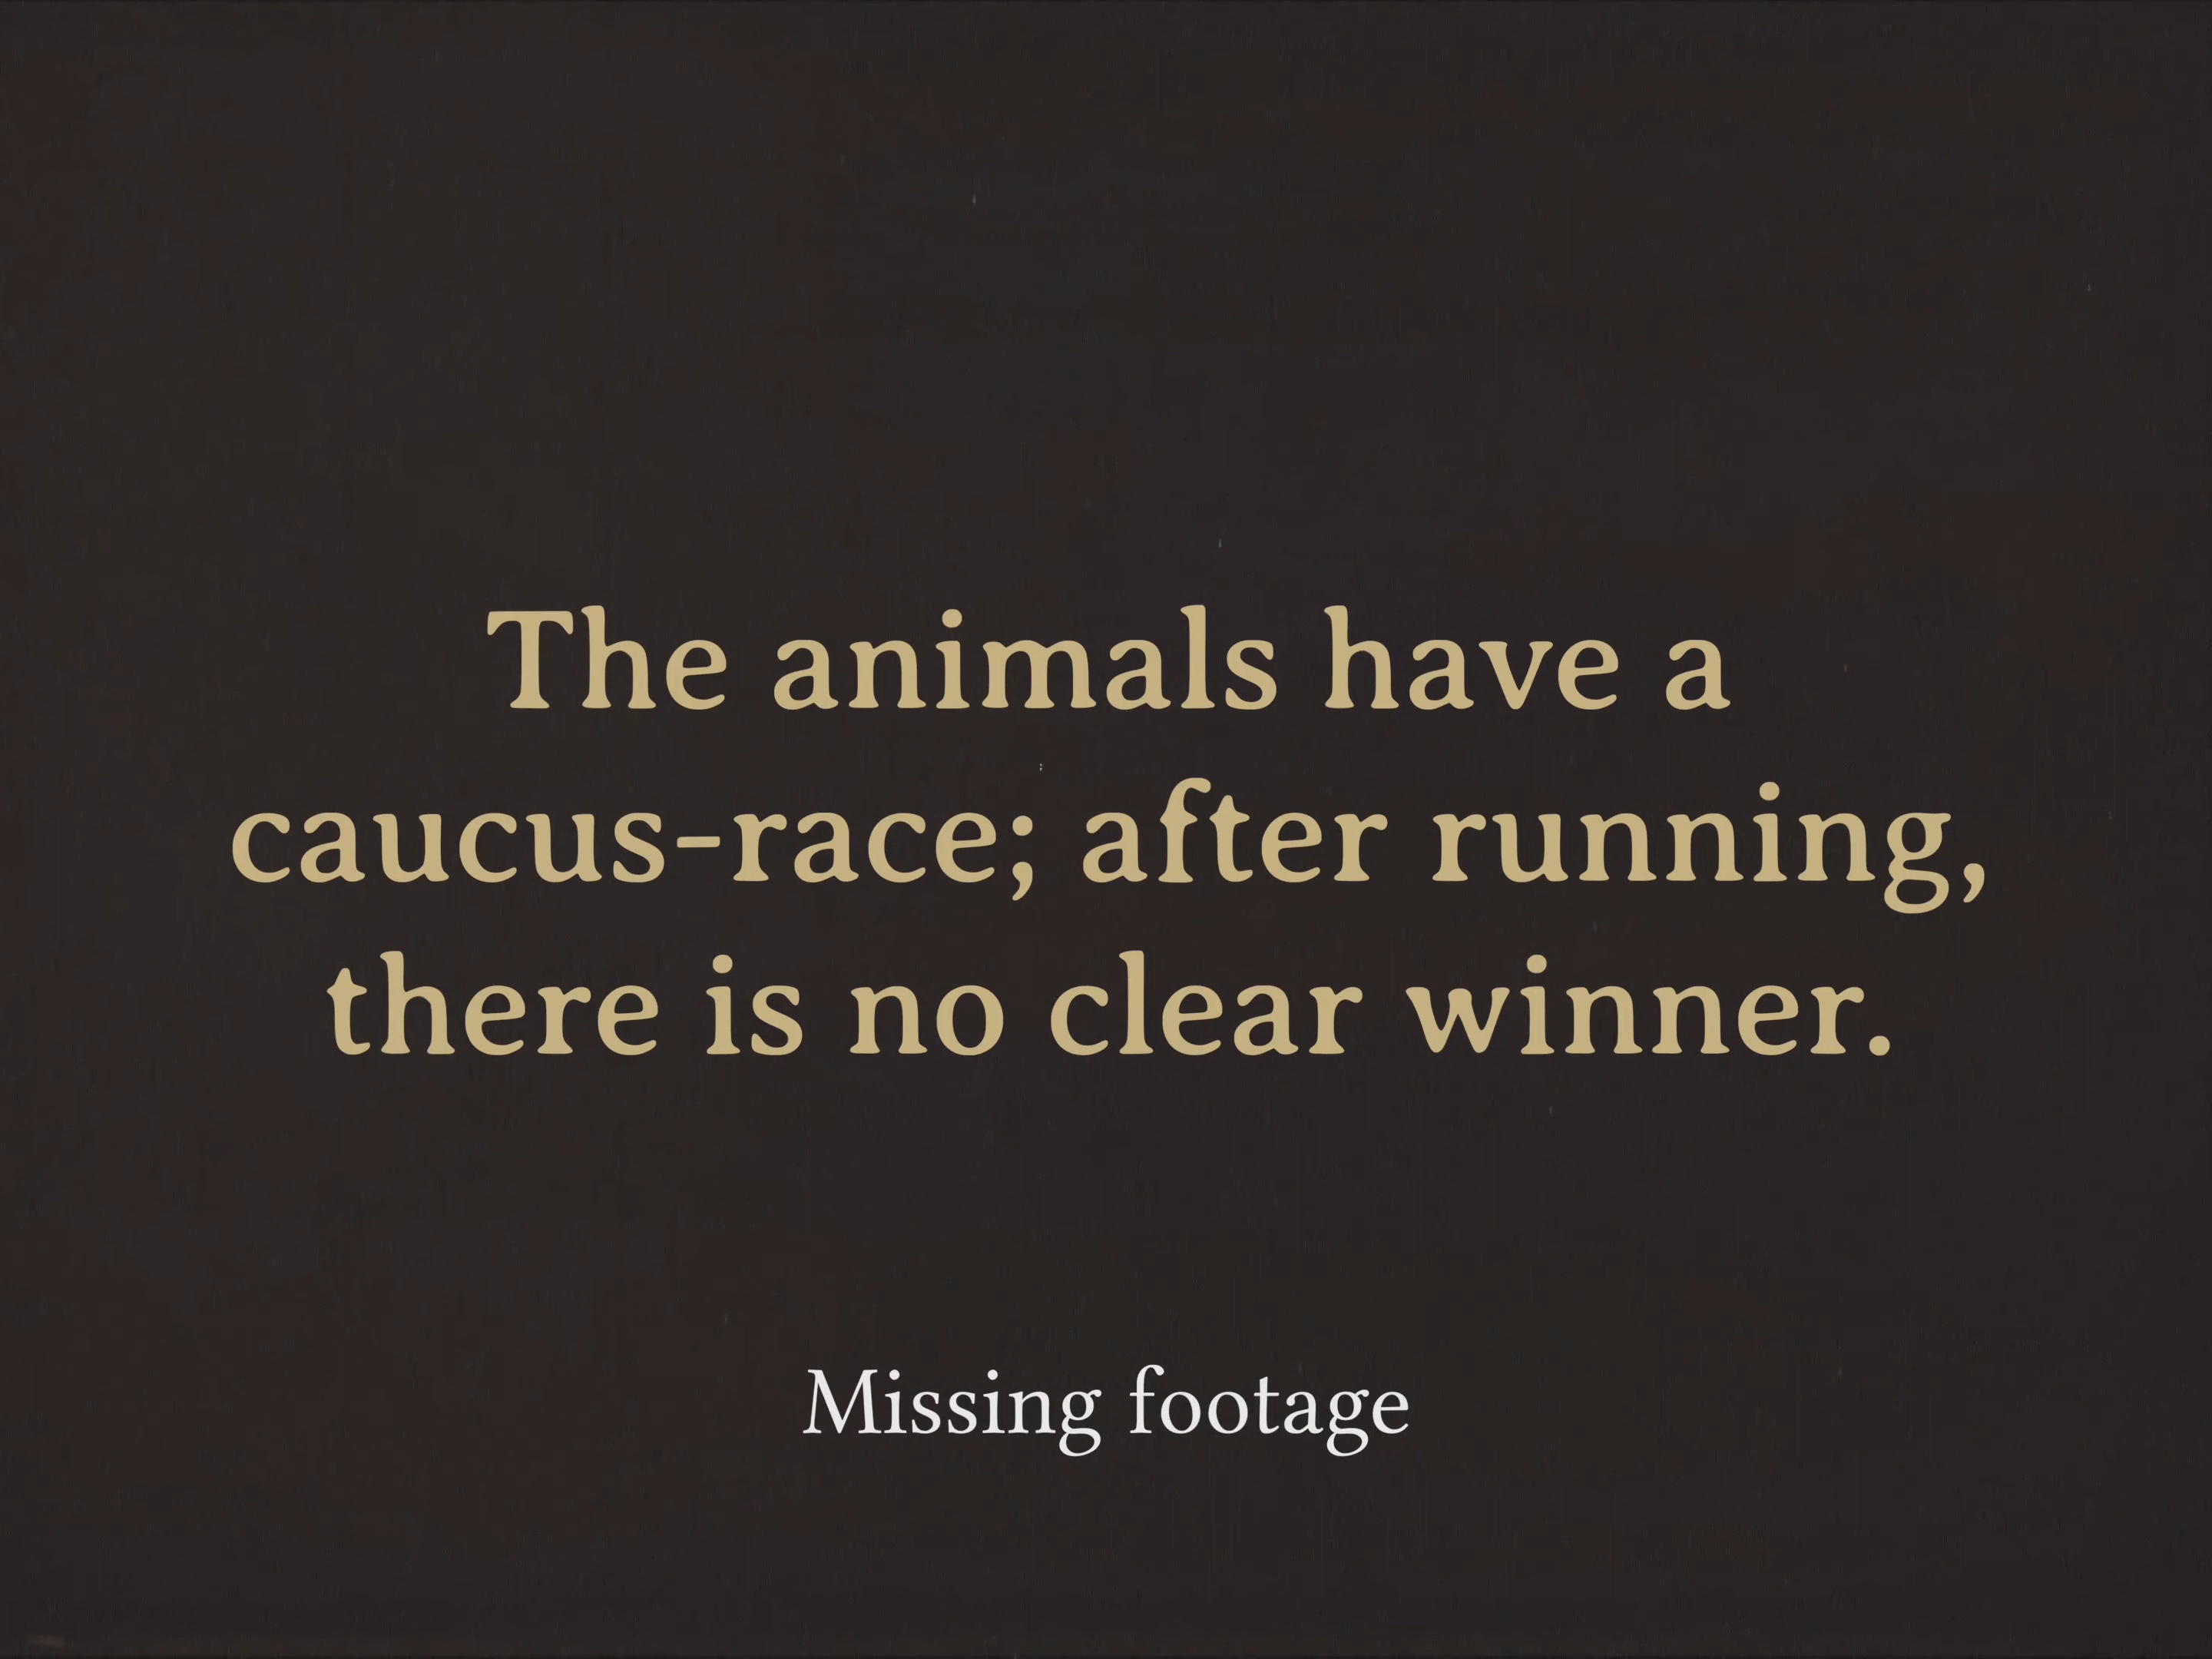 The animals have a
caucus-race; after running,
there is no clear winner.
Missing footage